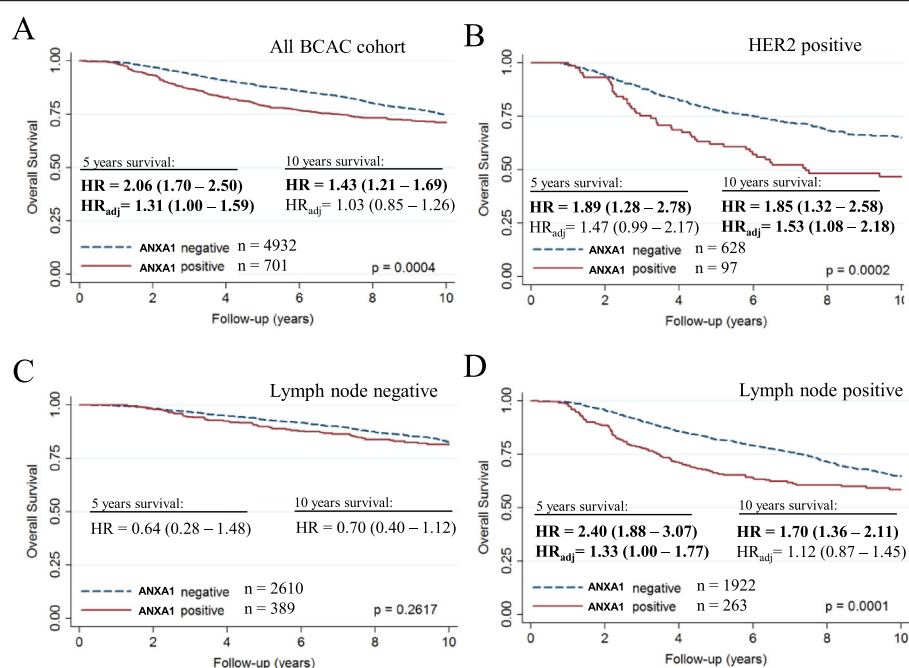 A
All BCAC cohort
Overall Survival
1.00
0.75
0.50
0.25
0.00
5 years survival:
HR = 2.06 (1.70 – 2.50)
HRadj= 1.31 (1.00 – 1.59)
10 years survival:
HR = 1.43 (1.21 – 1.69)
HRadj= 1.03 (0.85 – 1.26)
ANXA1 negative n = 4932
ANXA1 positive n = 701
p = 0.0004
0 2 4 6 8 10
Follow-up (years)
B
HER2 positive
Overall Survival
1.00
0.75
0.50
0.25
0.00
5 years survival:
HR = 1.89 (1.28 – 2.78)
HRadj= 1.47 (0.99 – 2.17)
10 years survival:
HR = 1.85 (1.32 – 2.58)
HRadj= 1.53 (1.08 – 2.18)
ANXA1 negative n = 628
ANXA1 positive n = 97
p = 0.0002
0 2 4 6 8 10
Follow-up (years)
C
Lymph node negative
Overall Survival
1.00
0.75
0.50
0.25
0.00
5 years survival:
HR = 0.64 (0.28 – 1.48)
10 years survival:
HR = 0.70 (0.40 – 1.12)
ANXA1 negative n = 2610
ANXA1 positive n = 389
p = 0.2617
0 2 4 6 8 10
Follow-up (years)
D
Lymph node positive
Overall Survival
1.00
0.75
0.50
0.25
0.00
5 years survival:
HR = 2.40 (1.88 – 3.07)
HRadj= 1.33 (1.00 – 1.77)
10 years survival:
HR = 1.70 (1.36 – 2.11)
HRadj= 1.12 (0.87 – 1.45)
ANXA1 negative n = 1922
ANXA1 positive n = 263
p = 0.0001
0 2 4 6 8 10
Follow-up (years)